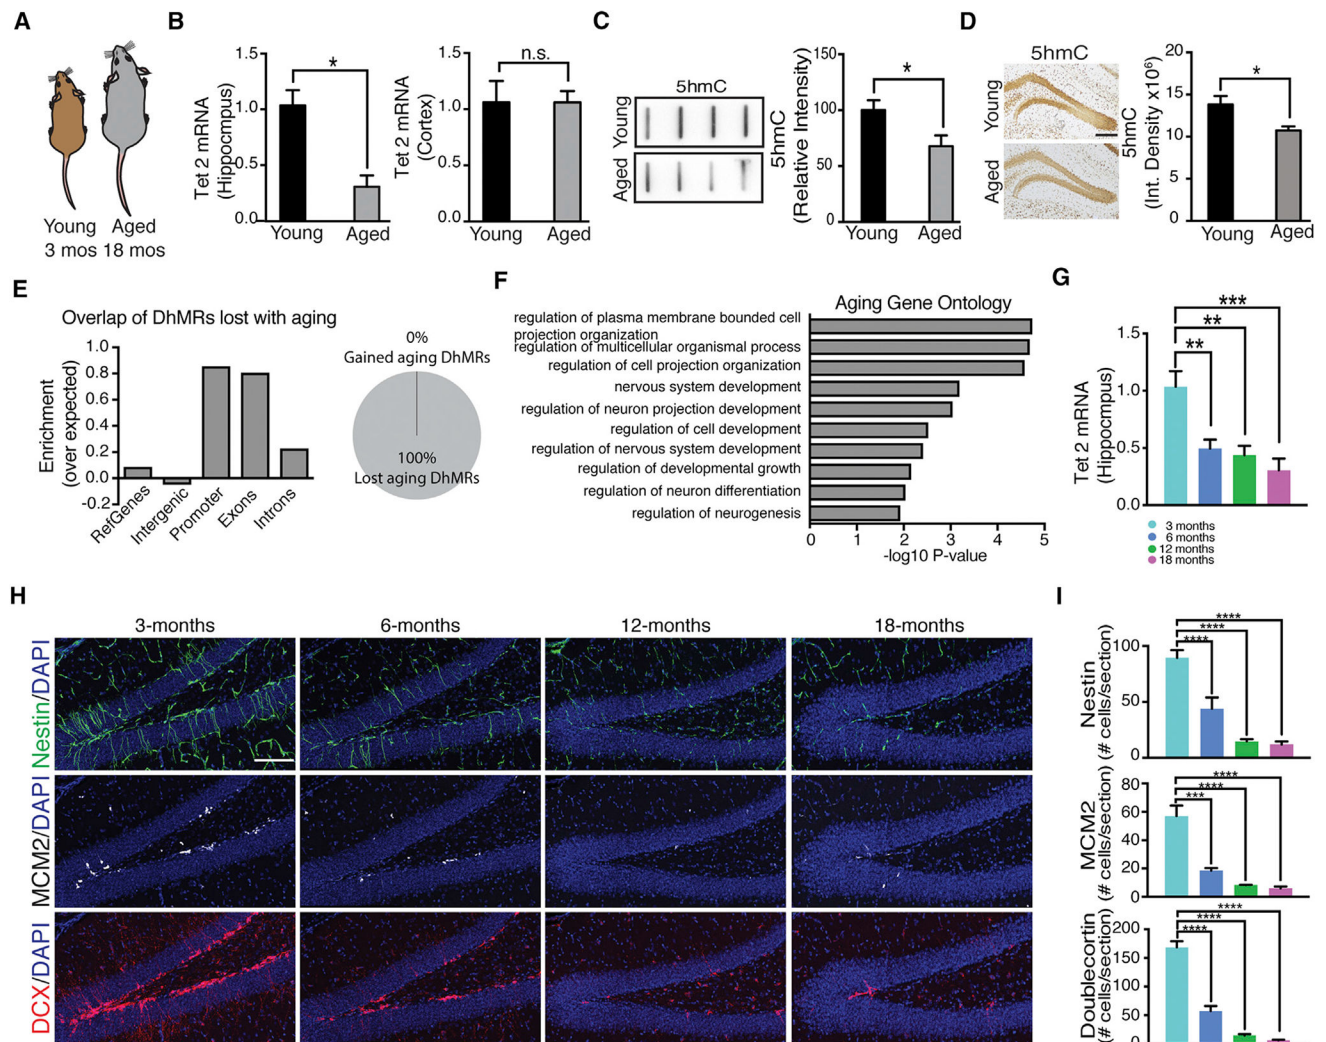 A
Young
3 mos
Aged
18 mos
B
Tet 2 mRNA
(Hippocmpus)
1.5
1.0
0.5
0.0
*
Young
Aged
Tet 2 mRNA
(Cortex)
1.5
1.0
0.5
0.0
n.s.
Young
Aged
C
5hmC
Young
Aged
5hmC
(Relative Intensity)
150
100
50
0
*
Young
Aged
D
5hmC
Young
Aged
5hmC
(Int. Density x10⁶)
20
15
10
5
0
*
Young
Aged
E
Overlap of DhMRs lost with aging
Enrichment
(over expected)
1.0
0.8
0.6
0.4
0.2
0.0
-0.2
RefGenes
Intergenic
Promoter
Exons
Introns
0%
Gained aging DhMRs
100%
Lost aging DhMRs
F
Aging Gene Ontology
regulation of plasma membrane bounded cell
projection organization
regulation of multicellular organismal process
regulation of cell projection organization
nervous system development
regulation of neuron projection development
regulation of cell development
regulation of nervous system development
regulation of developmental growth
regulation of neuron differentiation
regulation of neurogenesis
0 1 2 3 4 5
-log10 P-value
G
Tet 2 mRNA
(Hippocmpus)
1.5
1.0
0.5
0.0
***
**
**
3 months
6 months
12 months
18 months
H
3-months
6-months
12-months
18-months
Nestin/DAPI
MCM2/DAPI
DCX/DAPI
I
Nestin
(# cells/section)
100
50
0
****
****
****
MCM2
(# cells/section)
80
60
40
20
0
****
****
***
Doublecortin
(# cells/section)
200
150
100
50
0
****
****
****